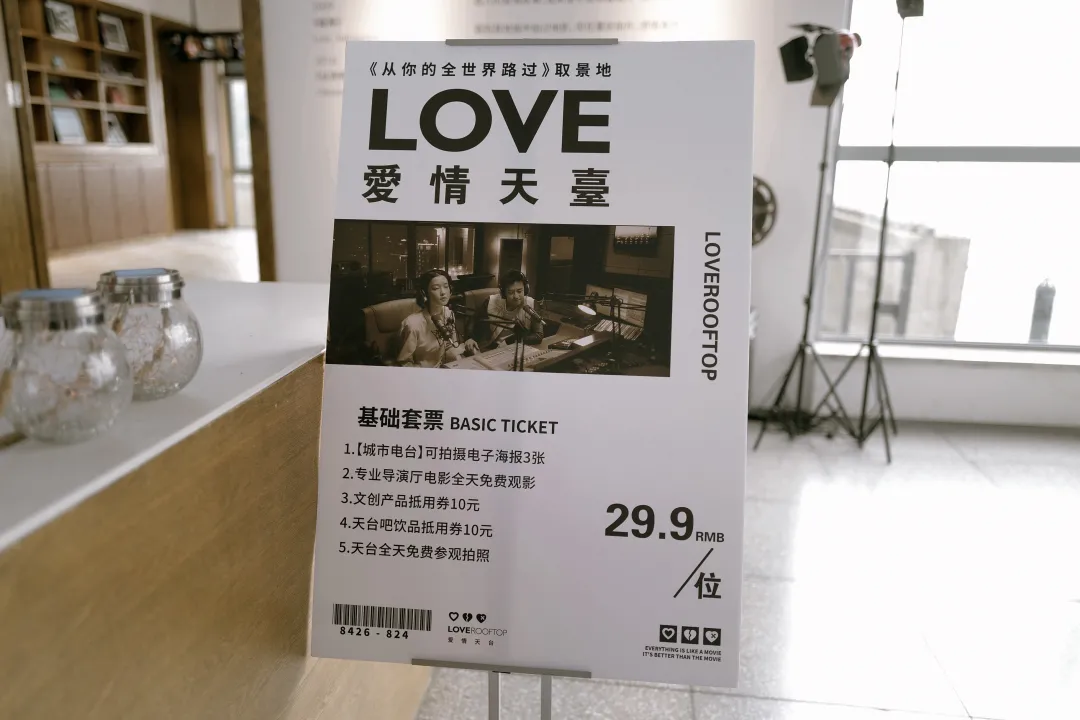 《从你的全世界路过》取景地
LOVE
愛情天臺
LOVEROOFTOP
基础套票 BASIC TICKET
1.【城市电台】可拍摄电子海报3张
2.专业导演厅电影全天免费观影
3.文创产品抵用券10元
4.天台吧饮品抵用券10元
5.天台全天免费参观拍照
29.9RMB
/位
8426 - 824
LOVEROOFTOP
愛情天台
EVERYTHING IS LIKE A MOVIE
IT'S BETTER THAN THE MOVIE